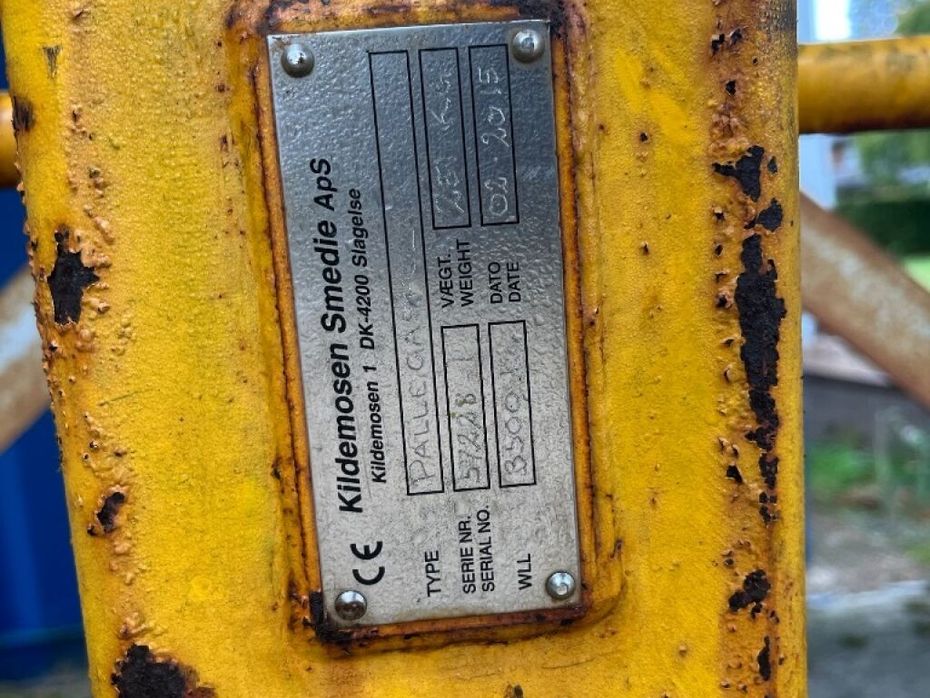 CE Kildemosen Smedie ApS
Kildemosen 1 DK-4200 Slagelse
TYPE
SERIE NR. 57228 VÆGT.
SERIAL NO. WEIGHT
WLL DATO 02-2015
DATE